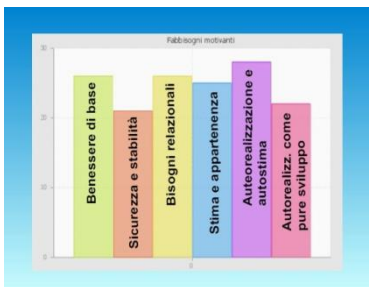 Fabbisogni motivanti
30
20
10
0
Benessere di base
Sicurezza e stabilità
Bisogni relazionali
Stima e appartenenza
Auteorealizzazione e
autostima
Autorealizz. come
pure sviluppo
0